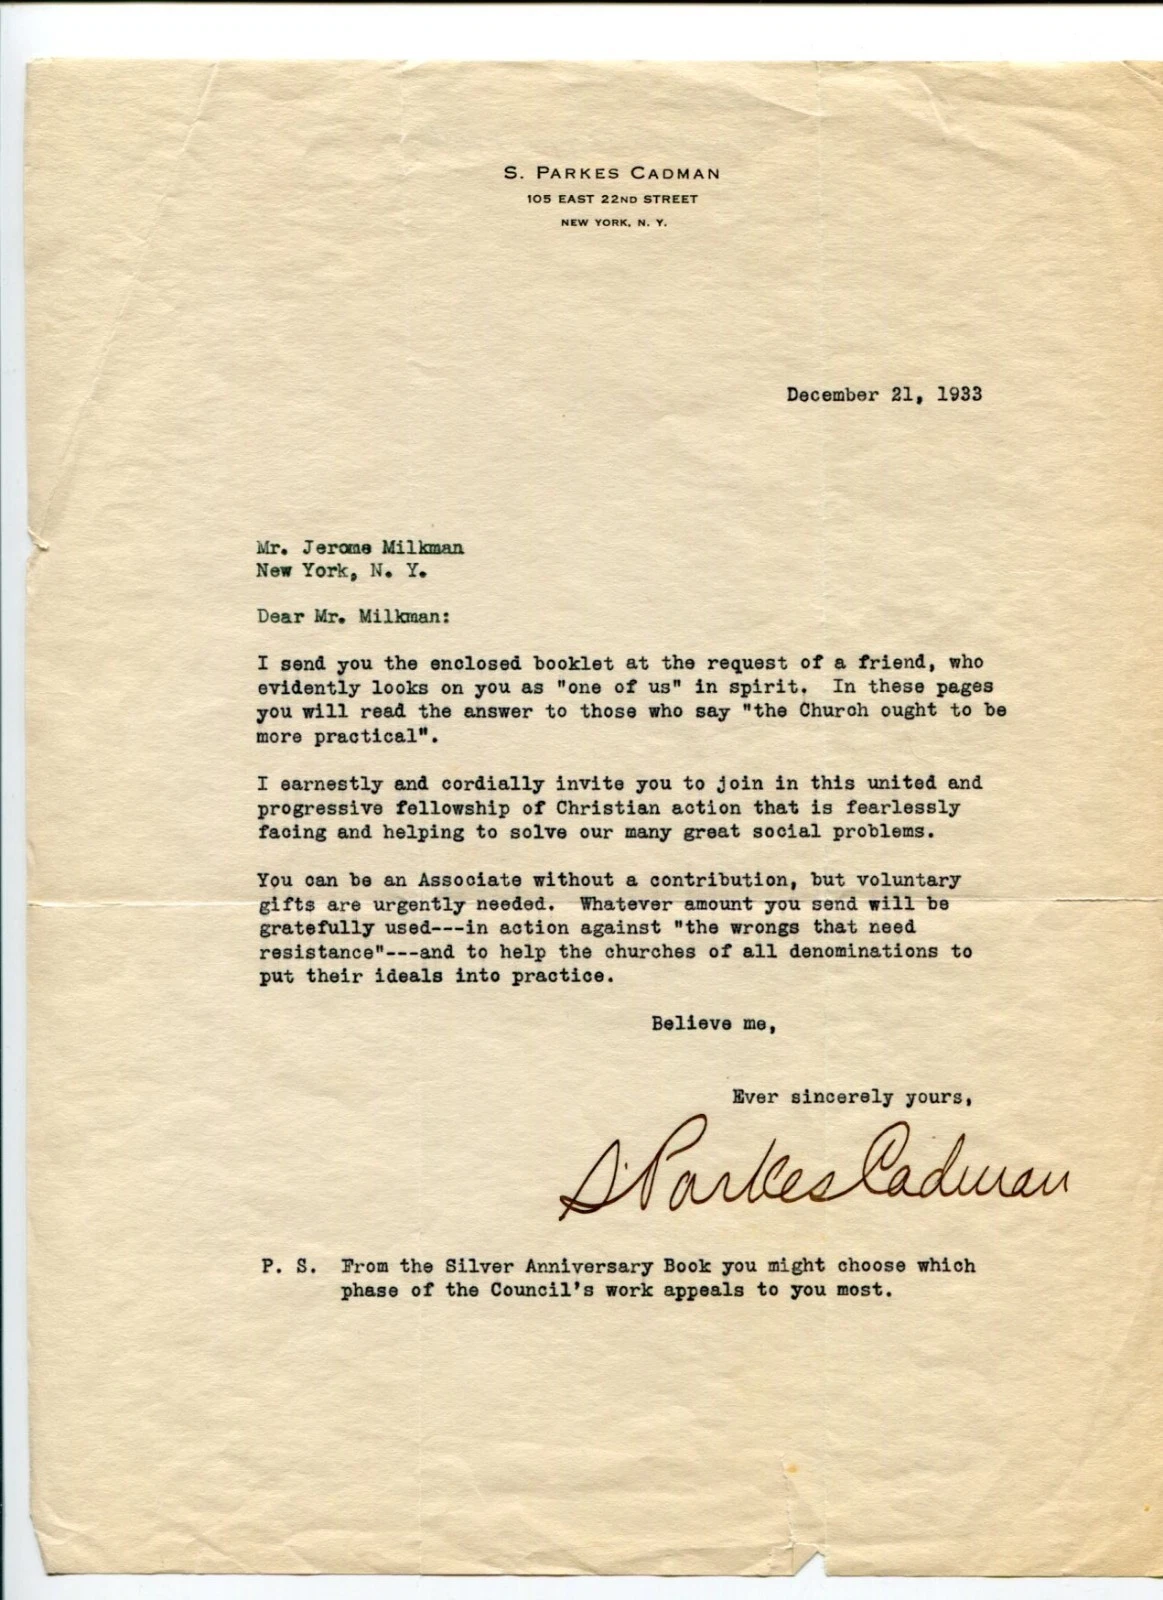 S. PARKES CADMAN
105 EAST 22ND STREET
NEW YORK, N. Y.
December 21, 1933
Mr. Jerome Milkman
New York, N. Y.
Dear Mr. Milkman:
I send you the enclosed booklet at the request of a friend, who
evidently looks on you as "one of us" in spirit. In these pages
you will read the answer to those who say "the Church ought to be
more practical".
I earnestly and cordially invite you to join in this united and
progressive fellowship of Christian action that is fearlessly
facing and helping to solve our many great social problems.
You can be an Associate without a contribution, but voluntary
gifts are urgently needed. Whatever amount you send will be
gratefully used---in action against "the wrongs that need
resistance"---and to help the churches of all denominations to
put their ideals into practice.
Believe me,
Ever sincerely yours,
S. Parkes Cadman
P. S. From the Silver Anniversary Book you might choose which
phase of the Council's work appeals to you most.